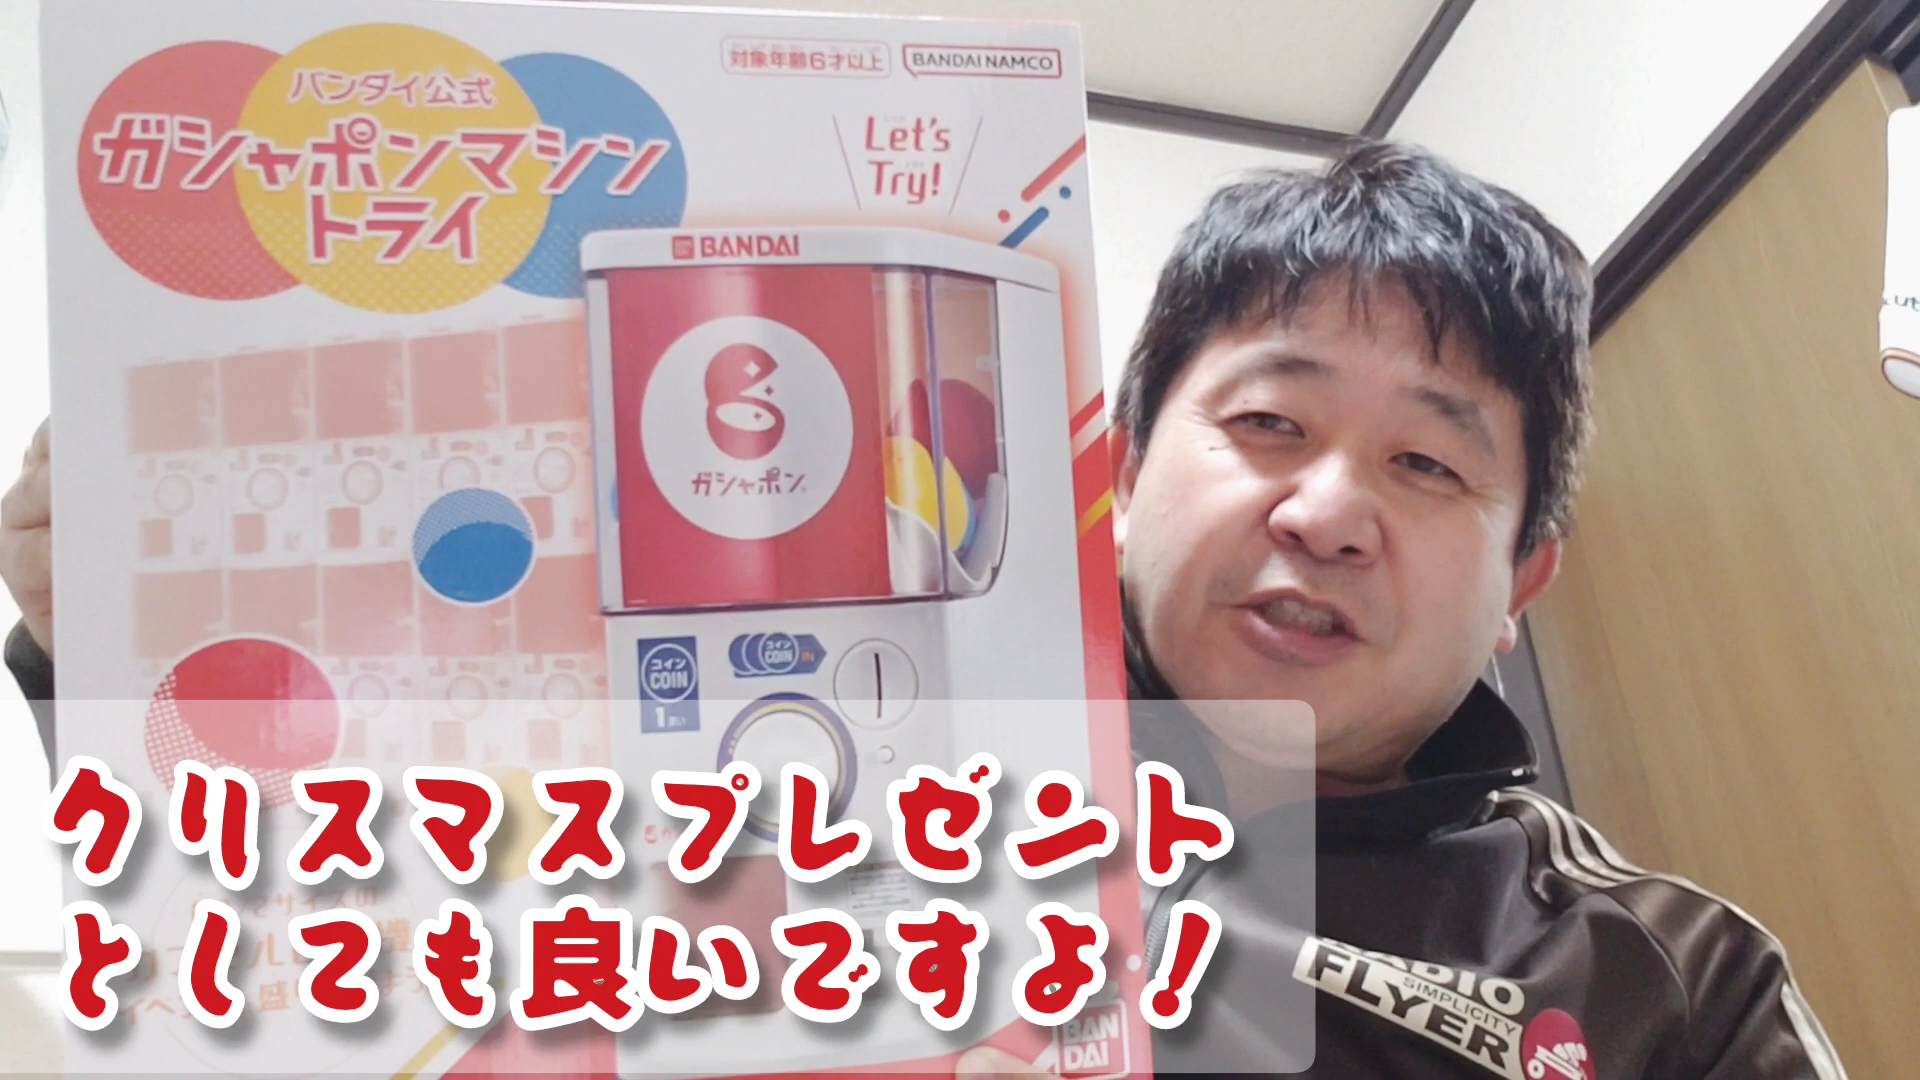 対象年齢6才以上
BANDAI NAMCO
バンダイ公式
ガシャポンマシン
トライ
Let's
Try!
BANDAI
ガシャポン
コイン
COIN
1
コイン
COIN
IN
クリスマスプレゼント
としても良いですよ！
RADIO
SIMPLICITY
FLYER
BAN
DAI